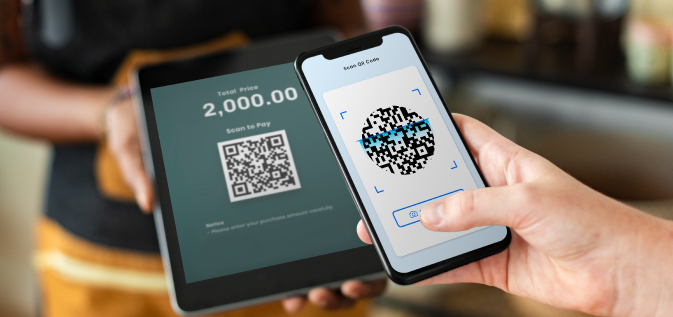 Total Price
2,000.00
Scan to Pay
Notice
- Please enter your purchase amount carefully.
Scan QR Code